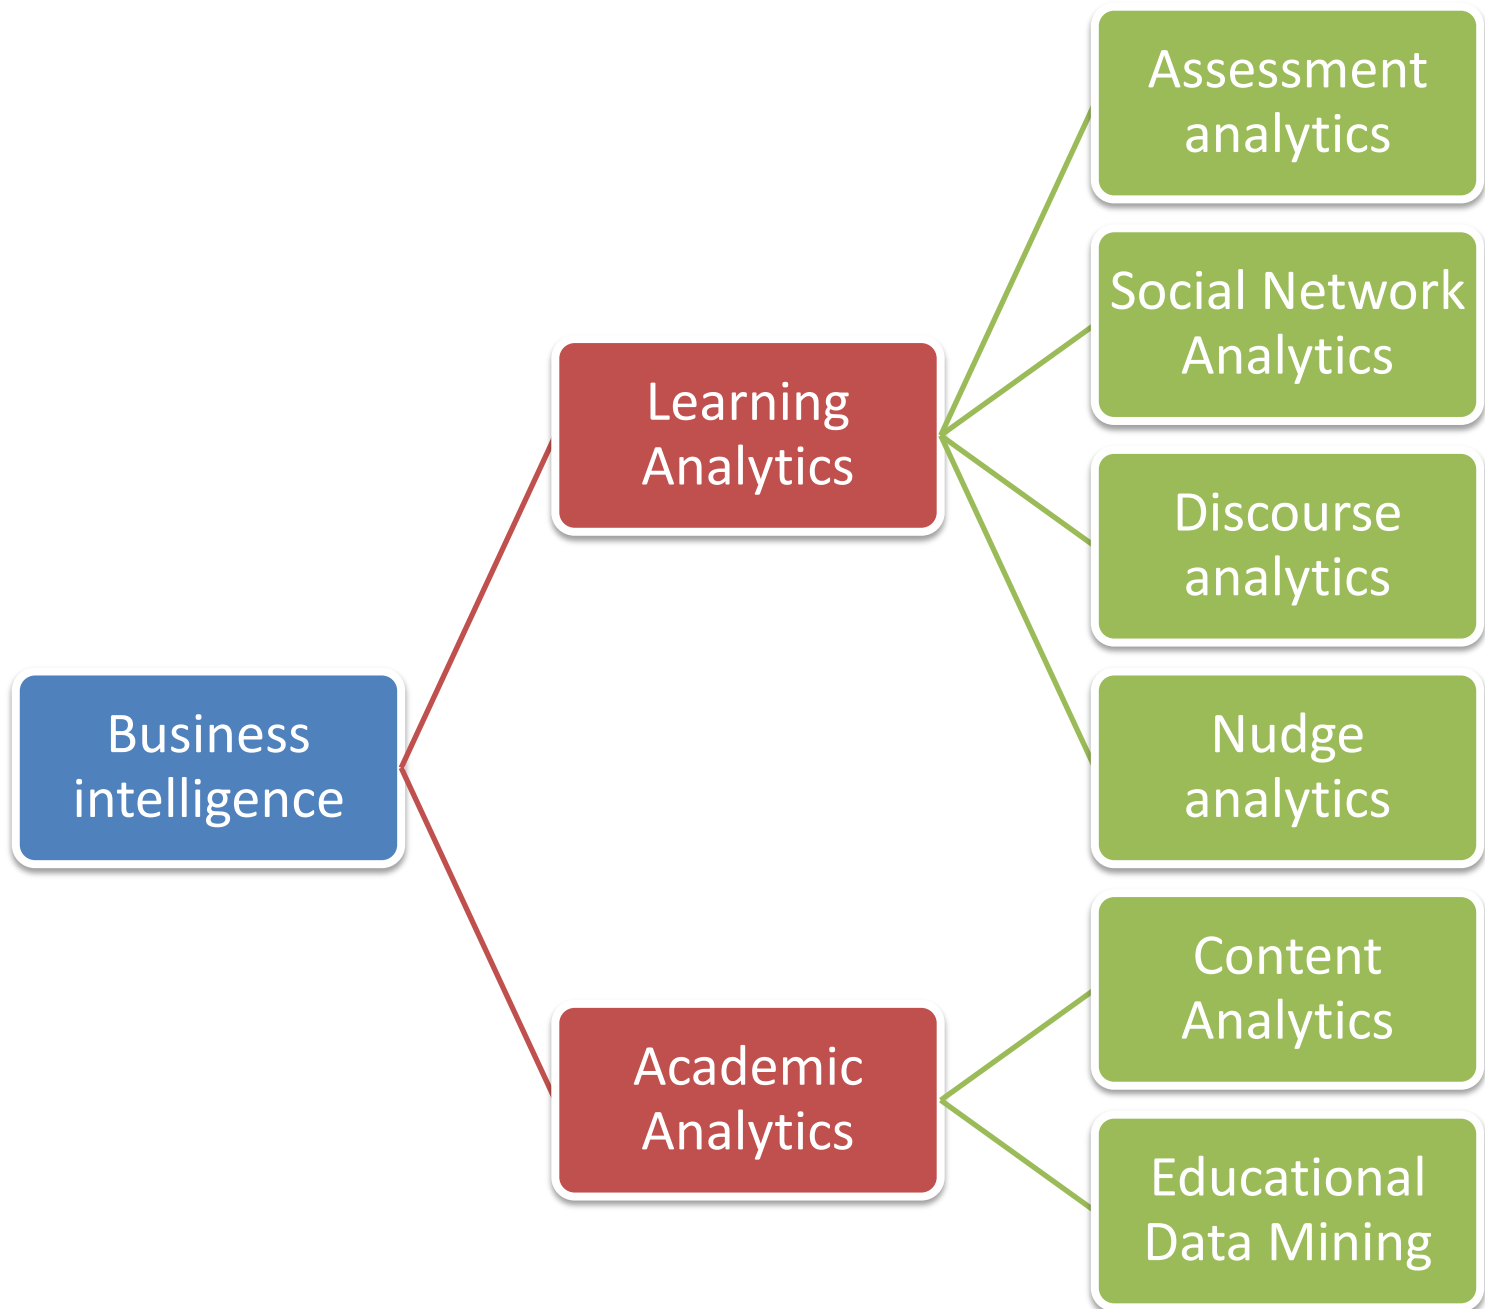 Assessment
analytics
Social Network
Analytics
Learning
Analytics
Discourse
analytics
Business
intelligence
Nudge
analytics
Content
Analytics
Academic
Analytics
Educational
Data Mining